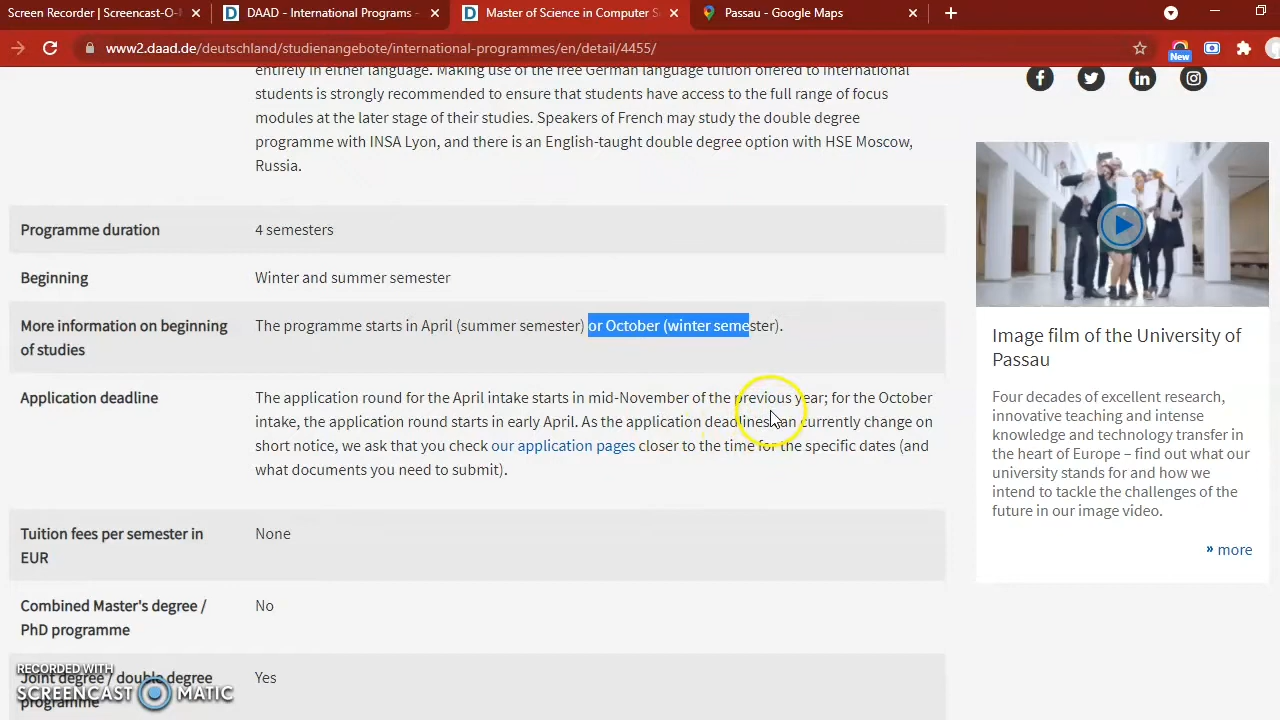 Screen Recorder | Screencast-O-
DAAD - International Programs -
Master of Science in Computer S
Passau - Google Maps
www2.daad.de/deutschland/studienangebote/international-programmes/en/detail/4455/
New
entirely in either language. Making use of the free German language tuition offered to international
students is strongly recommended to ensure that students have access to the full range of focus
modules at the later stage of their studies. Speakers of French may study the double degree
programme with INSA Lyon, and there is an English-taught double degree option with HSE Moscow,
Russia.
Programme duration
4 semesters
Beginning
Winter and summer semester
More information on beginning
of studies
The programme starts in April (summer semester) or October (winter semester).
Application deadline
The application round for the April intake starts in mid-November of the previous year; for the October
intake, the application round starts in early April. As the application deadlines can currently change on
short notice, we ask that you check our application pages closer to the time for the specific dates (and
what documents you need to submit).
Tuition fees per semester in
EUR
None
Combined Master's degree /
PhD programme
No
Joint degree / double degree
programme
Yes
Image film of the University of
Passau
Four decades of excellent research,
innovative teaching and intense
knowledge and technology transfer in
the heart of Europe – find out what our
university stands for and how we
intend to tackle the challenges of the
future in our image video.
» more
RECORDED WITH
SCREENCAST MATIC